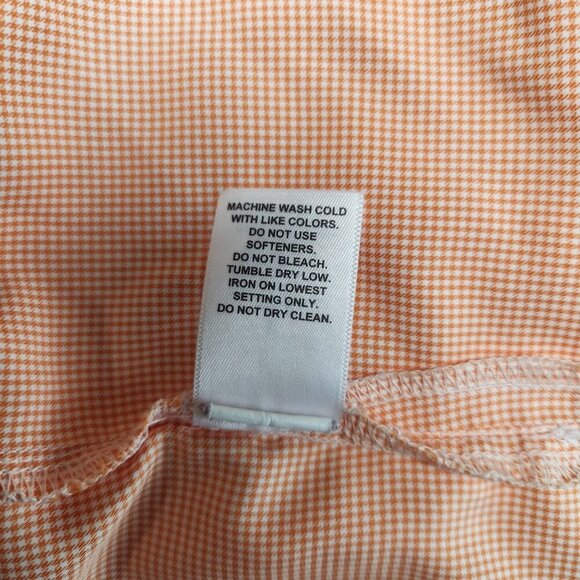 MACHINE WASH COLD
WITH LIKE COLORS.
DO NOT USE
SOFTENERS.
DO NOT BLEACH.
TUMBLE DRY LOW.
IRON ON LOWEST
SETTING ONLY.
DO NOT DRY CLEAN.